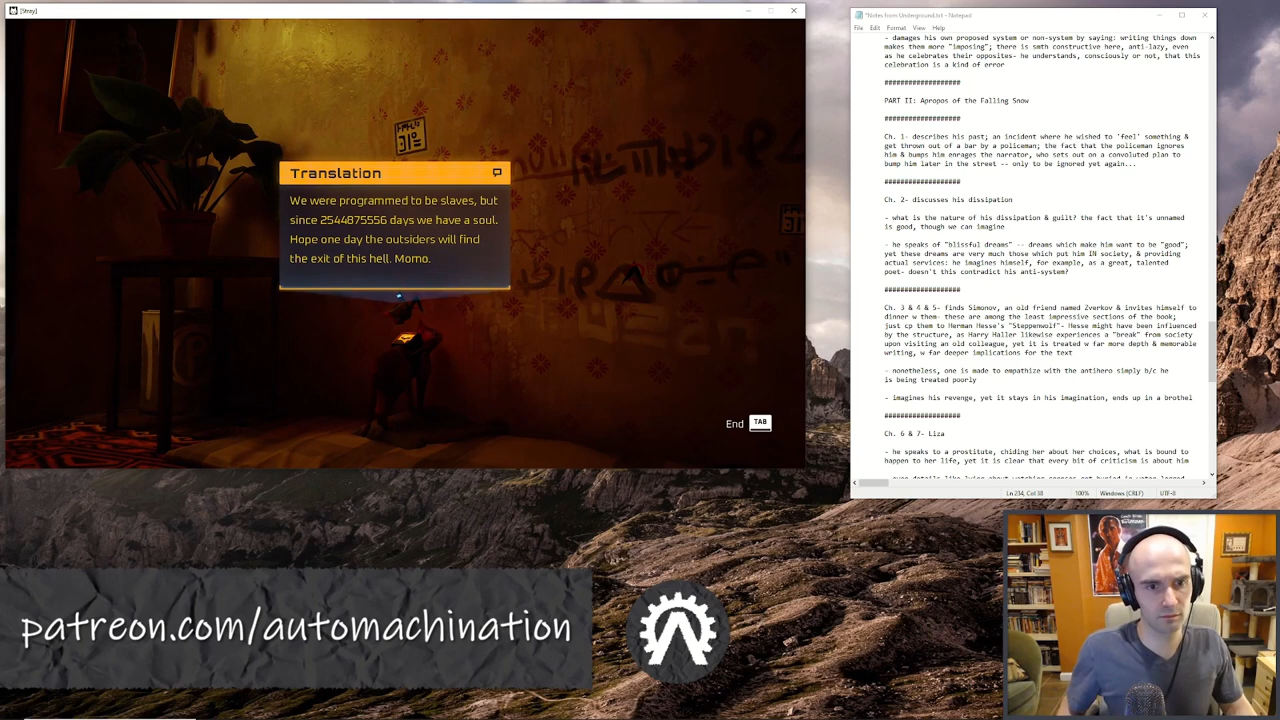 [Stray]
Translation
We were programmed to be slaves, but
since 2544875556 days we have a soul.
Hope one day the outsiders will find
the exit of this hell. Momo.
End TAB
*Notes from Underground.txt - Notepad
File Edit Format View Help
- damages his own proposed system or non-system by saying: writing things down
makes them more "imposing"; there is smth constructive here, anti-lazy, even
as he celebrates their opposites- he understands, consciously or not, that this
celebration is a kind of error
###################
PART II: Apropos of the Falling Snow
###################
Ch. 1- describes his past; an incident where he wished to 'feel' something &
get thrown out of a bar by a policeman; the fact that the policeman ignores
him & bumps him enrages the narrator, who sets out on a convoluted plan to
bump him later in the street -- only to be ignored yet again...
###################
Ch. 2- discusses his dissipation
- what is the nature of his dissipation & guilt? the fact that it's unnamed
is good, though we can imagine
- he speaks of "blissful dreams" -- dreams which make him want to be "good";
yet these dreams are very much those which put him IN society, & providing
actual services: he imagines himself, for example, as a great, talented
poet- doesn't this contradict his anti-system?
###################
Ch. 3 & 4 & 5- finds Simonov, an old friend named Zverkov & invites himself to
dinner w them- these are among the least impressive sections of the book;
just cp them to Herman Hesse's "Steppenwolf"- Hesse might have been influenced
by the structure, as Harry Haller likewise experiences a "break" from society
upon visiting an old colleague, yet it is treated w far more depth & memorable
writing, w far deeper implications for the text
- nonetheless, one is made to empathize with the antihero simply b/c he
is being treated poorly
- imagines his revenge, yet it stays in his imagination, ends up in a brothel
###################
Ch. 6 & 7- Liza
- he speaks to a prostitute, chiding her about her choices, what is bound to
happen to her life, yet it is clear that every bit of criticism is about him
Ln 234, Col 38 100% Windows (CRLF) UTF-8
patreon.com/automachination